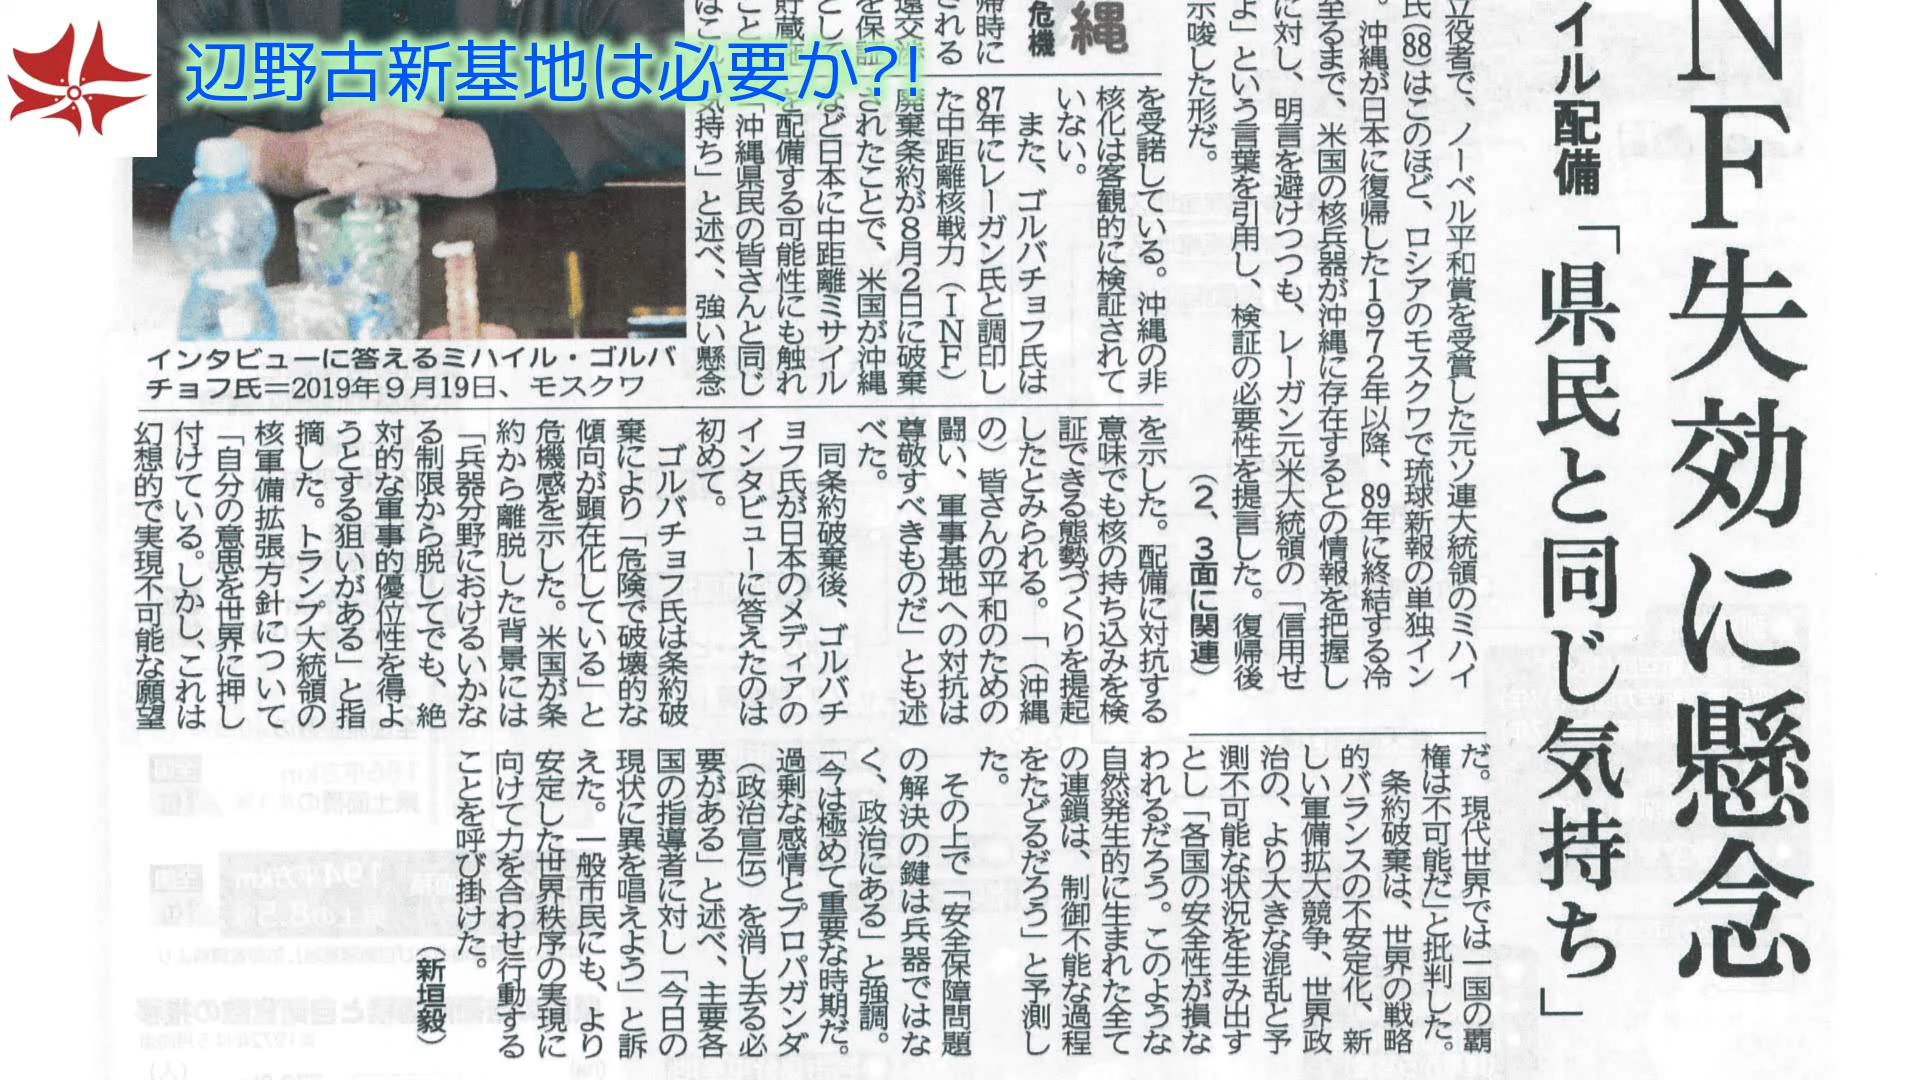 辺野古新基地は必要か?!
NF失効に懸念
イル配備「県民と同じ気持ち」
立役者で、ノーベル平和賞を受賞した元ソ連大統領のミハイ
氏(88)はこのほど、ロシアのモスクワで琉球新報の単独イン
。沖縄が日本に復帰した1972年以降、89年に終結する冷
至るまで、米国の核兵器が沖縄に存在するとの情報を把握し
に対し、明言を避けつつも、レーガン元米大統領の「信用せ
よ」という言葉を引用し、検証の必要性を提言した。復帰後
示唆した形だ。
(2、3面に関連)
縄
危機
帰時に
される
遠交渉
を保証
として
貯蔵施
こと
はこれ
を受諾している。沖縄の非
核化は客観的に検証されて
いない。
また、ゴルバチョフ氏は
87年にレーガン氏と調印し
た中距離核戦力(INF)
廃棄条約が8月2日に破棄
されたことで、米国が沖縄
など日本に中距離ミサイル
を配備する可能性にも触れ
「沖縄県民の皆さんと同じ
気持ち」と述べ、強い懸念
インタビューに答えるミハイル・ゴルバ
チョフ氏=2019年9月19日、モスクワ
を示した。配備に対抗する
意味でも核の持ち込みを検
証できる態勢づくりを提起
したとみられる。「(沖縄
の)皆さんの平和のための
闘い、軍事基地への対抗は
尊敬すべきものだ」とも述
べた。
同条約破棄後、ゴルバチ
ョフ氏が日本のメディアの
インタビューに答えたのは
初めて。
ゴルバチョフ氏は条約破
棄により「危険で破壊的な
傾向が顕在化している」と
危機感を示した。米国が条
約から離脱した背景には
「兵器分野におけるいかな
る制限から脱してでも、絶
対的な軍事的優位性を得よ
うとする狙いがある」と指
摘した。トランプ大統領の
核軍備拡張方針について
「自分の意思を世界に押し
付けている。しかし、これは
幻想的で実現不可能な願望
だ。現代世界では一国の覇
権は不可能だ」と批判した。
条約破棄は、世界の戦略
的バランスの不安定化、新
しい軍備拡大競争、世界政
治の、より大きな混乱と予
測不可能な状況を生み出す
とし「各国の安全性が損な
われるだろう。このような
自然発生的に生まれた全て
の連鎖は、制御不能な過程
をたどるだろう」と予測し
た。
その上で「安全保障問題
の解決の鍵は兵器ではな
く、政治にある」と強調。
「今は極めて重要な時期だ。
過剰な感情とプロパガンダ
(政治宣伝)を消し去る必
要がある」と述べ、主要各
国の指導者に対し「今日の
現状に異を唱えよう」と訴
えた。一般市民にも、より
安定した世界秩序の実現に
向けて力を合わせ行動する
ことを呼び掛けた。
(新垣毅)